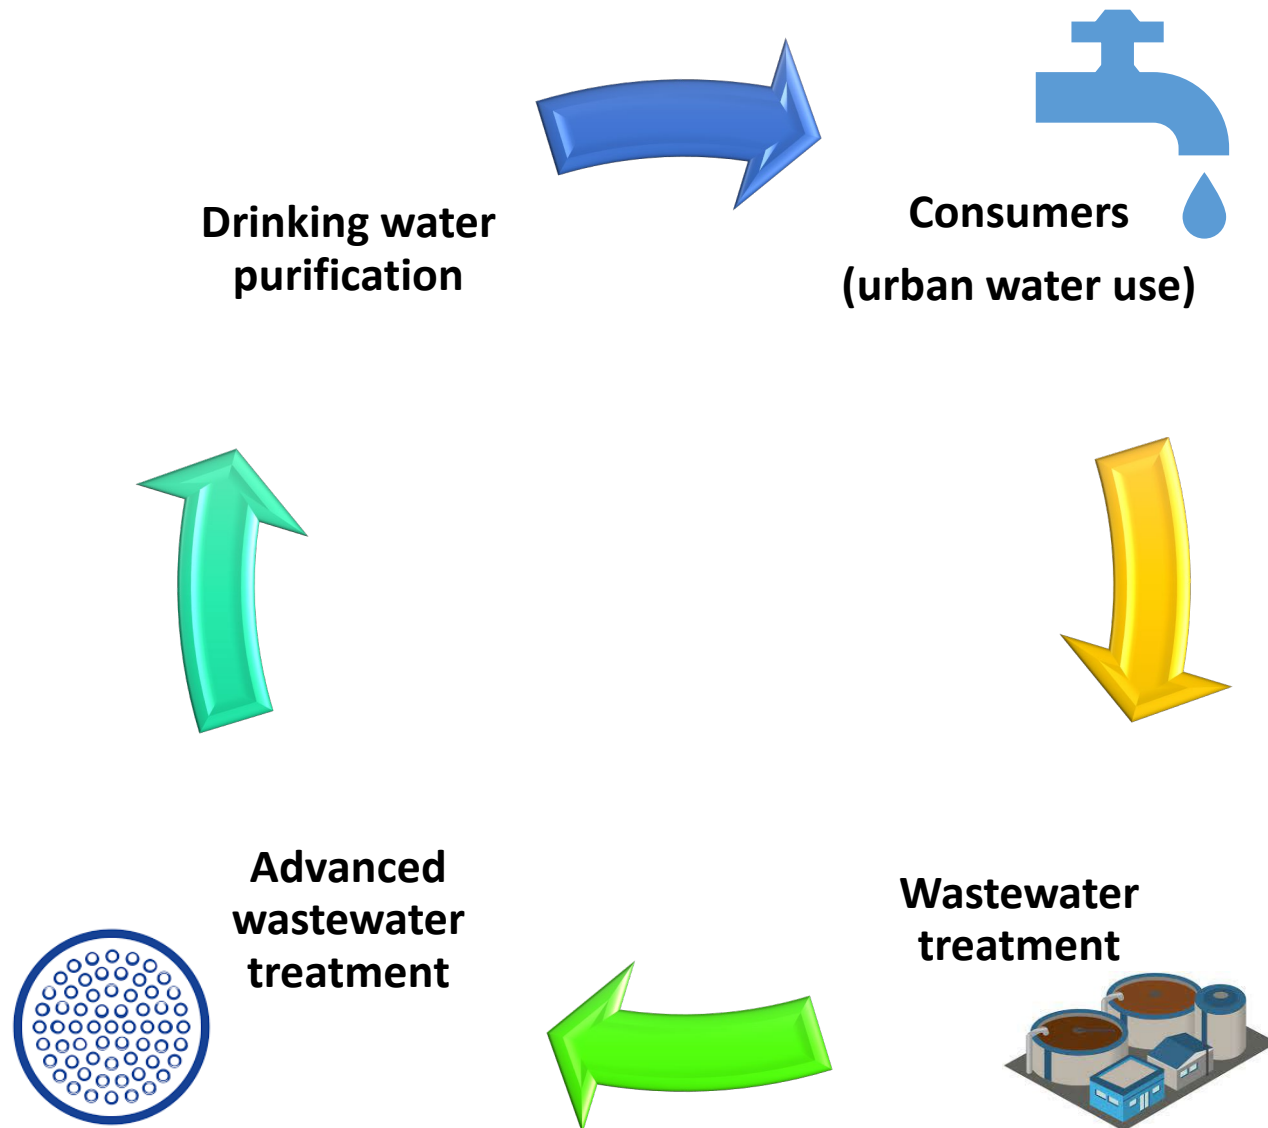 Drinking water
purification
Consumers
(urban water use)
Advanced
wastewater
treatment
Wastewater
treatment